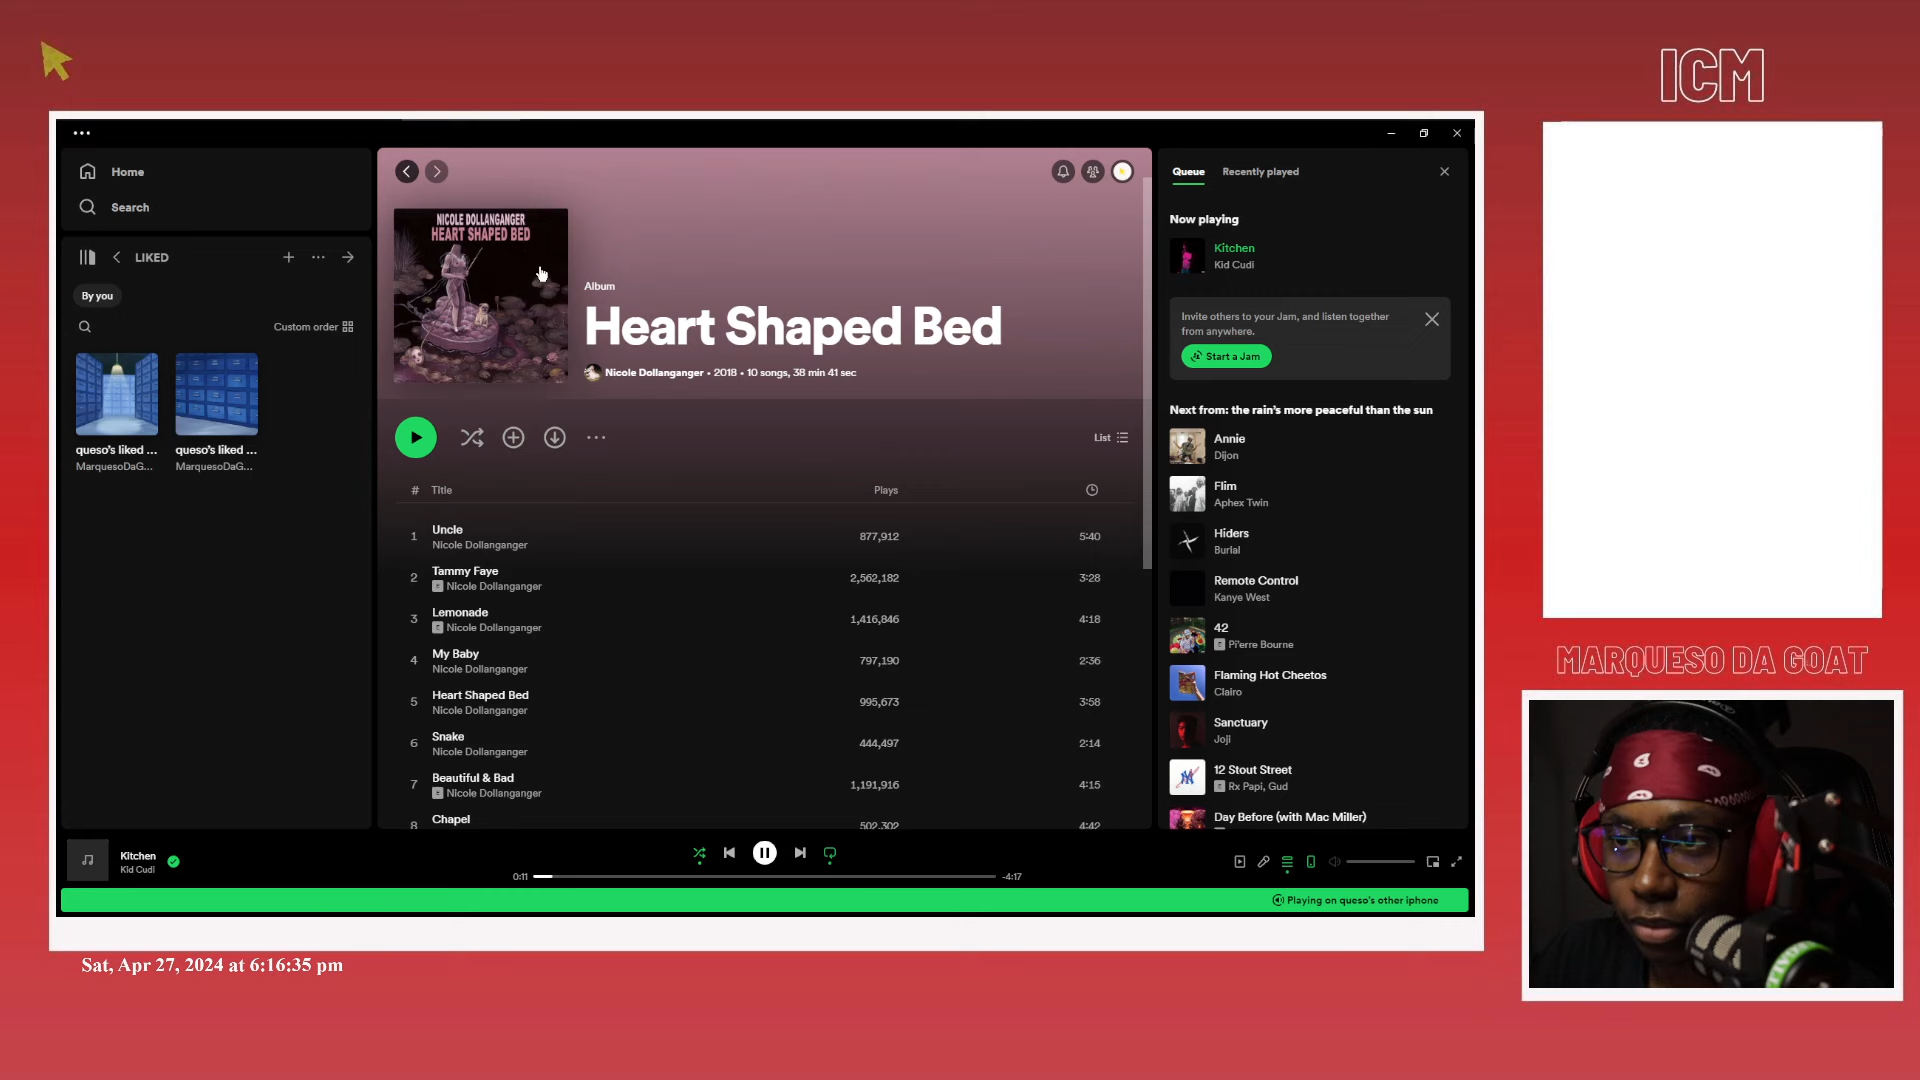 ICM
Home
Search
LIKED
By you
Custom order
queso's liked ...
MarquesoDaG...
queso's liked ...
MarquesoDaG...
NICOLE DOLLANGANGER
HEART SHAPED BED
Album
Heart Shaped Bed
Nicole Dollanganger • 2018 • 10 songs, 38 min 41 sec
List
# Title Plays
1 Uncle 877,912 5:40
Nicole Dollanganger
2 Tammy Faye 2,562,182 3:28
E Nicole Dollanganger
3 Lemonade 1,416,846 4:18
E Nicole Dollanganger
4 My Baby 797,190 2:36
Nicole Dollanganger
5 Heart Shaped Bed 995,673 3:58
Nicole Dollanganger
6 Snake 444,497 2:14
Nicole Dollanganger
7 Beautiful & Bad 1,191,916 4:15
E Nicole Dollanganger
8 Chapel 502,302 4:42
Queue Recently played
Now playing
Kitchen
Kid Cudi
Invite others to your Jam, and listen together
from anywhere.
Start a Jam
Next from: the rain's more peaceful than the sun
Annie
Dijon
Flim
Aphex Twin
Hiders
Burial
Remote Control
Kanye West
42
E Pi'erre Bourne
Flaming Hot Cheetos
Clairo
Sanctuary
Joji
12 Stout Street
E Rx Papi, Gud
Day Before (with Mac Miller)
Kitchen
Kid Cudi
0:11 -4:17
Playing on queso's other iphone
MARQUESO DA GOAT
Sat, Apr 27, 2024 at 6:16:35 pm